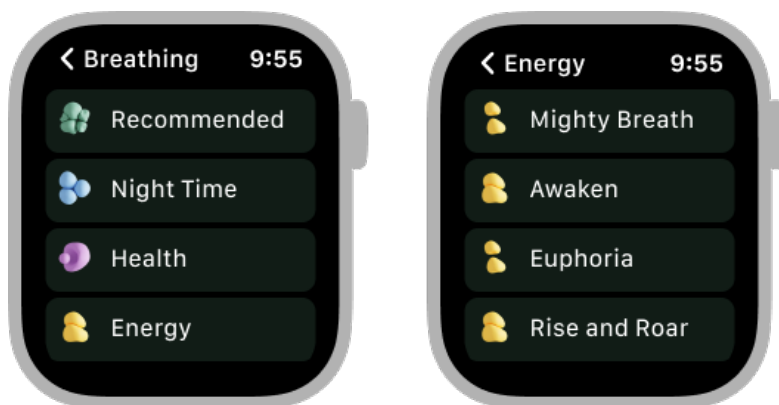 Breathing 9:55
Recommended
Night Time
Health
Energy
Energy 9:55
Mighty Breath
Awaken
Euphoria
Rise and Roar